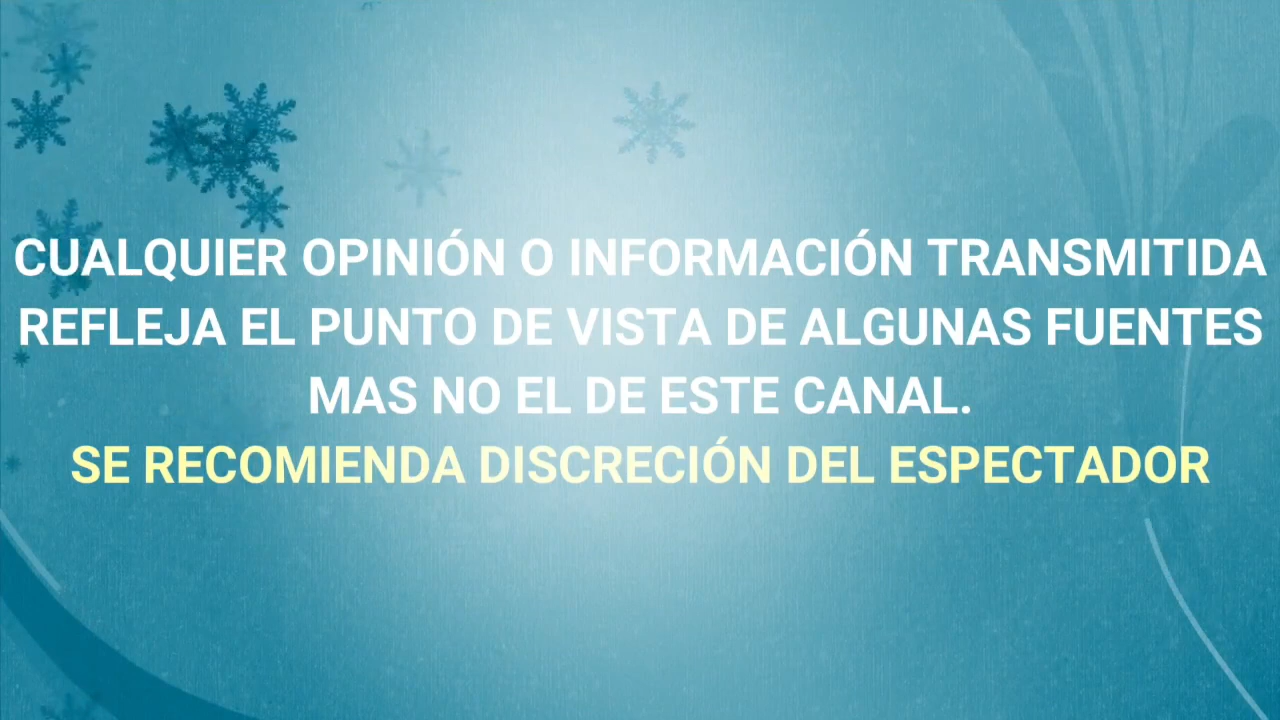 CUALQUIER OPINIÓN O INFORMACIÓN TRANSMITIDA
REFLEJA EL PUNTO DE VISTA DE ALGUNAS FUENTES
MAS NO EL DE ESTE CANAL.
SE RECOMIENDA DISCRECIÓN DEL ESPECTADOR